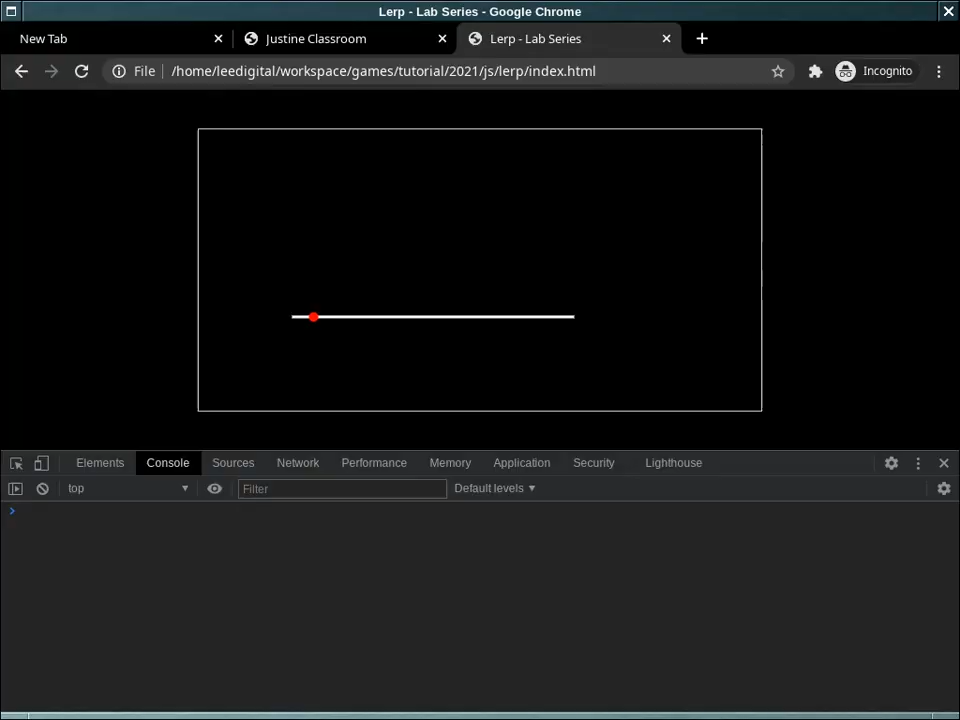 Lerp - Lab Series - Google Chrome
New Tab
Justine Classroom
Lerp - Lab Series
File
/home/leedigital/workspace/games/tutorial/2021/js/lerp/index.html
Incognito
Elements
Console
Sources
Network
Performance
Memory
Application
Security
Lighthouse
top
Filter
Default levels